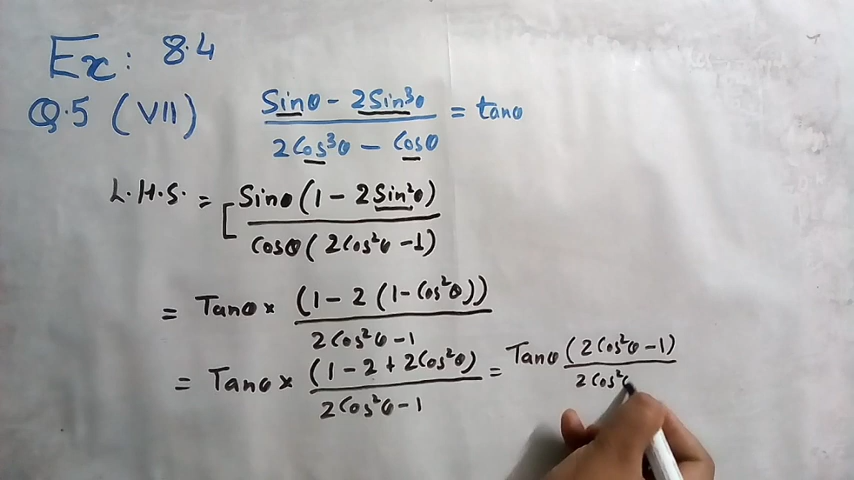 Ex: 8.4
Q.5 (VII) Sinθ - 2Sin³θ / 2Cos³θ - Cosθ = tanθ
L.H.S. = [Sinθ(1 - 2Sin²θ) / Cosθ(2Cos²θ - 1)
= Tanθ × (1 - 2(1 - Cos²θ)) / 2Cos²θ - 1
= Tanθ × (1 - 2 + 2Cos²θ) / 2Cos²θ - 1 = Tanθ (2Cos²θ - 1) / 2Cos²θ